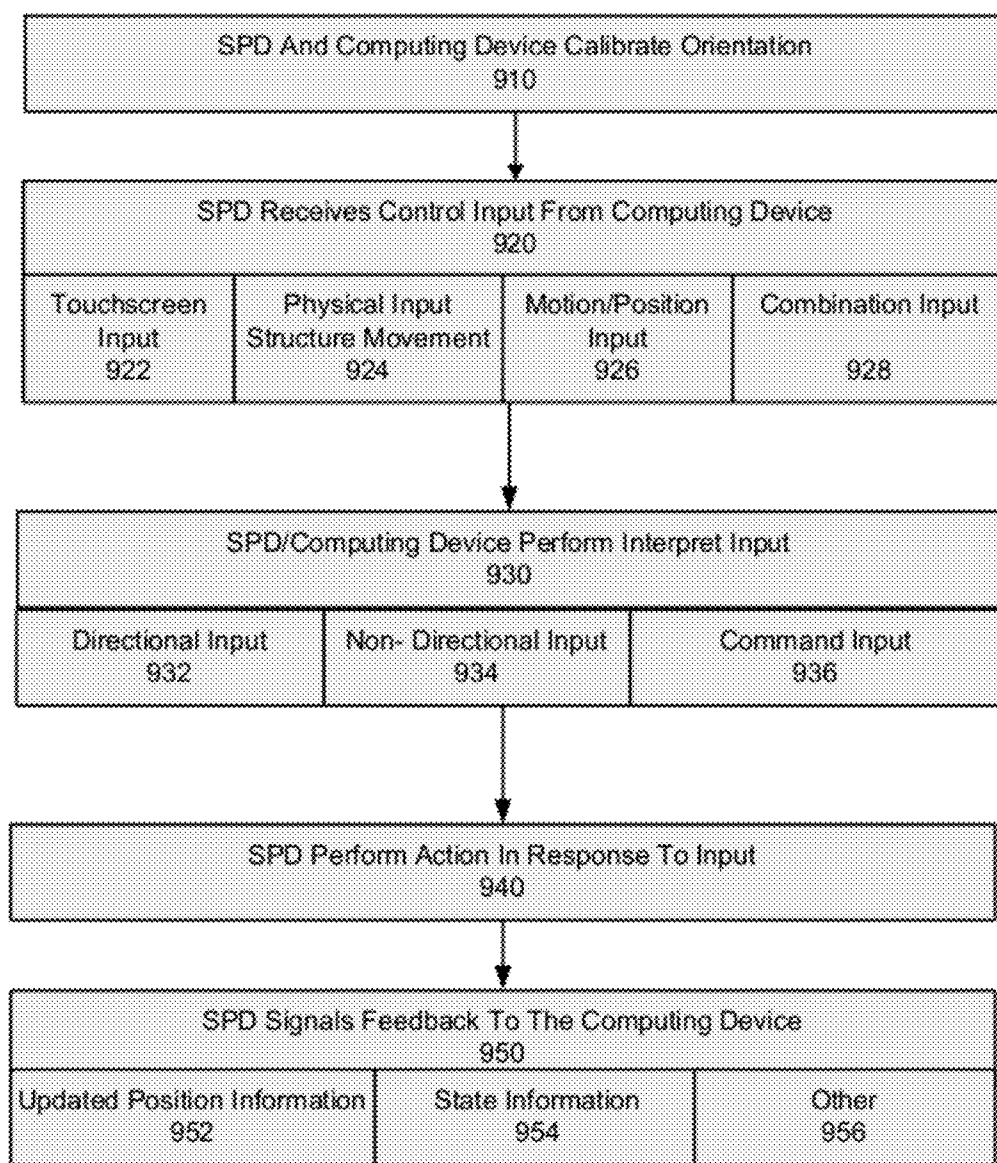 SPD And Computing Device Calibrate Orientation
910
SPD Receives Control Input From Computing Device
920
Touchscreen
Input
922
Physical Input
Structure Movement
924
Motion/Position
Input
926
Combination Input
928
SPD/Computing Device Perform Interpret Input
930
Directional Input
932
Non- Directional Input
934
Command Input
936
SPD Perform Action In Response To Input
940
SPD Signals Feedback To The Computing Device
950
Updated Position Information
952
State Information
954
Other
956